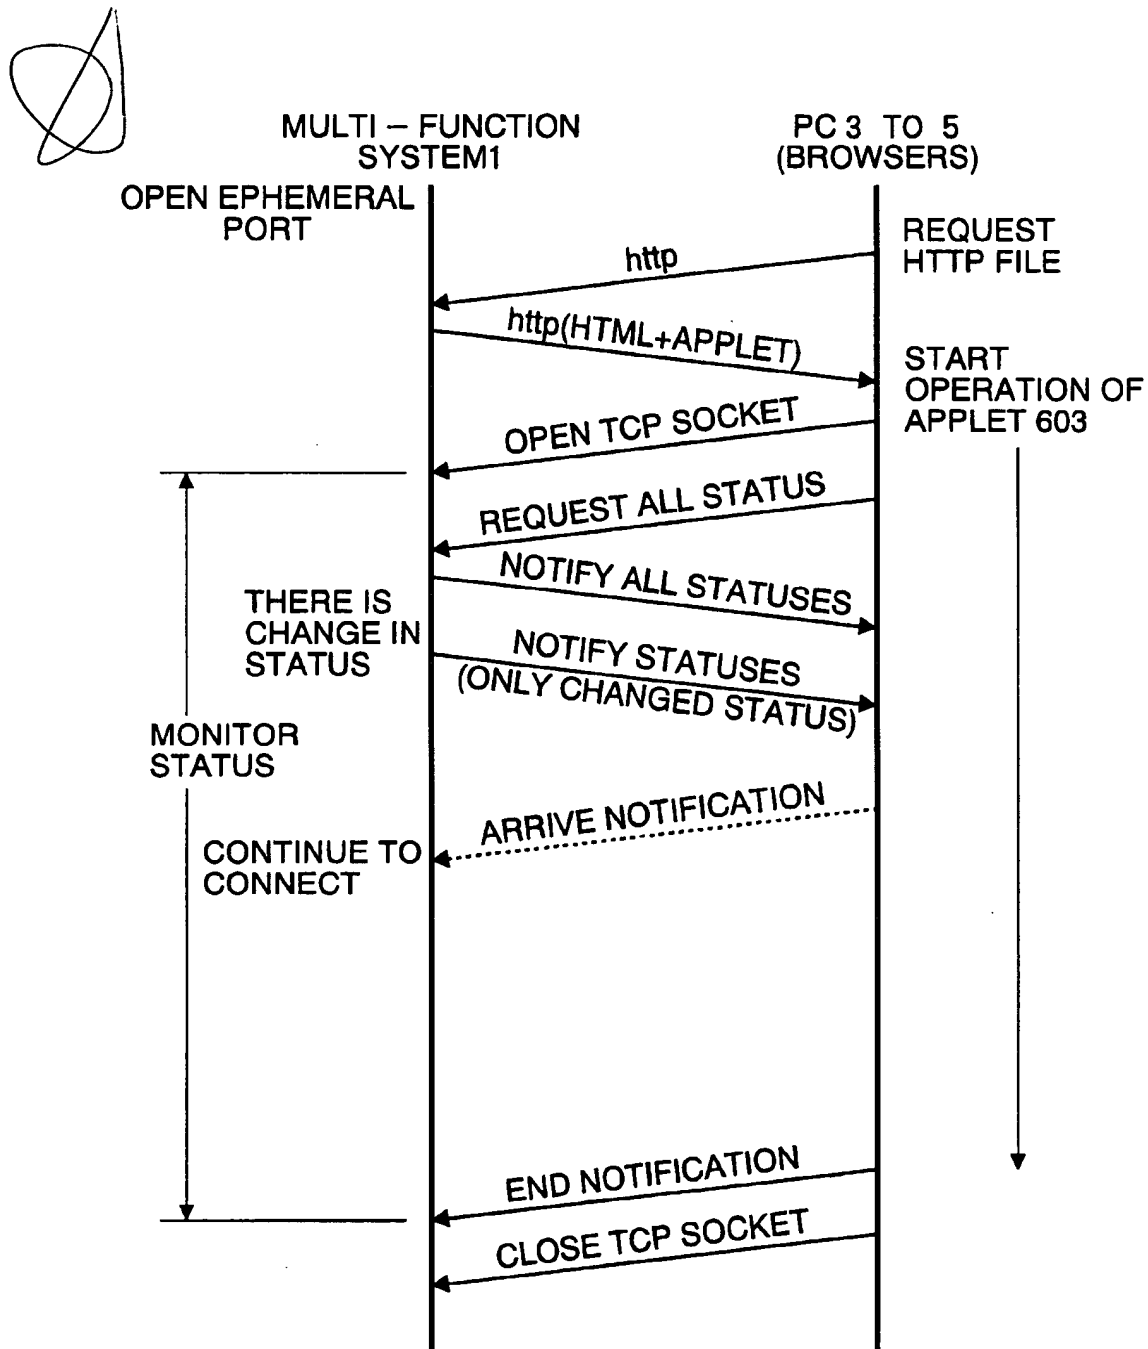 MULTI – FUNCTION
SYSTEM1
PC 3 TO 5
(BROWSERS)
OPEN EPHEMERAL
PORT
REQUEST
HTTP FILE
http
http(HTML+APPLET)
START
OPERATION OF
APPLET 603
OPEN TCP SOCKET
REQUEST ALL STATUS
NOTIFY ALL STATUSES
THERE IS
CHANGE IN
STATUS
NOTIFY STATUSES
(ONLY CHANGED STATUS)
MONITOR
STATUS
ARRIVE NOTIFICATION
CONTINUE TO
CONNECT
END NOTIFICATION
CLOSE TCP SOCKET